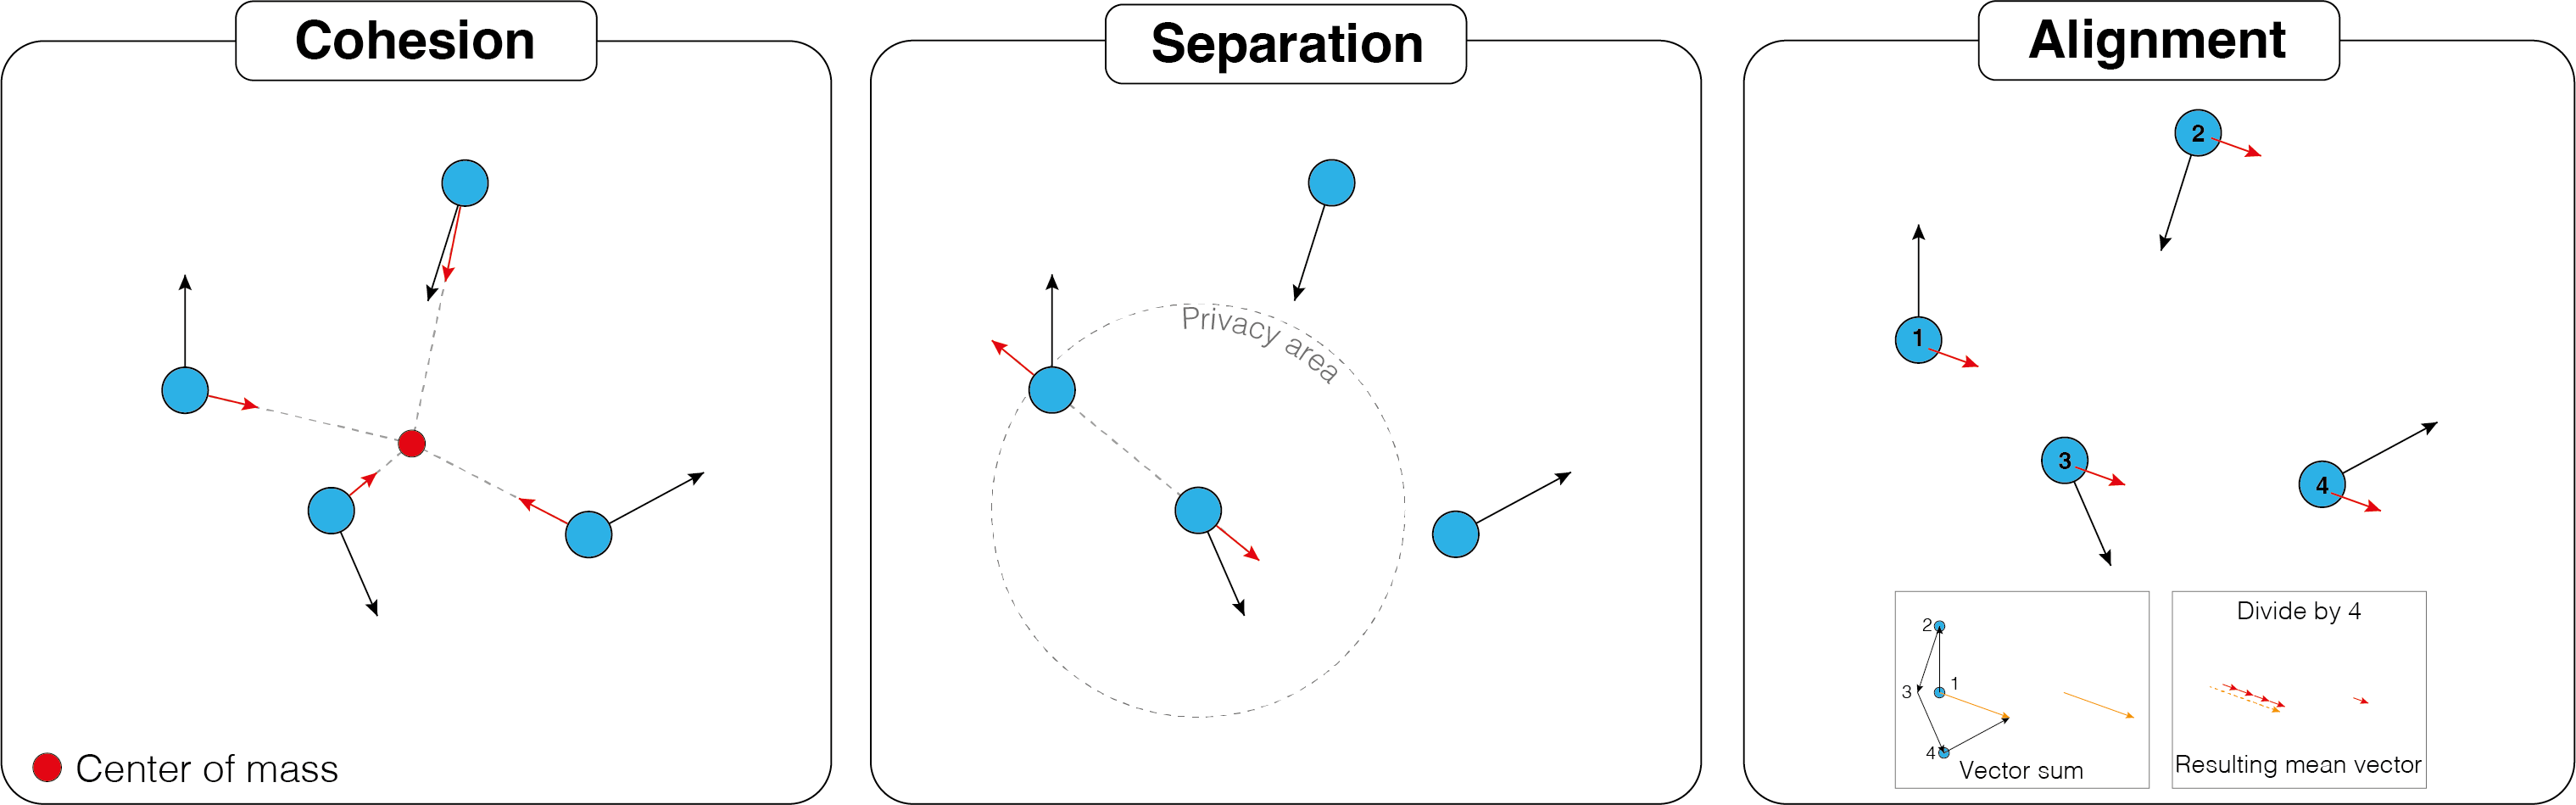 Cohesion
Center of mass
Separation
Privacy area
Alignment
2
1
3
4
2
1
3
4
Vector sum
Divide by 4
Resulting mean vector